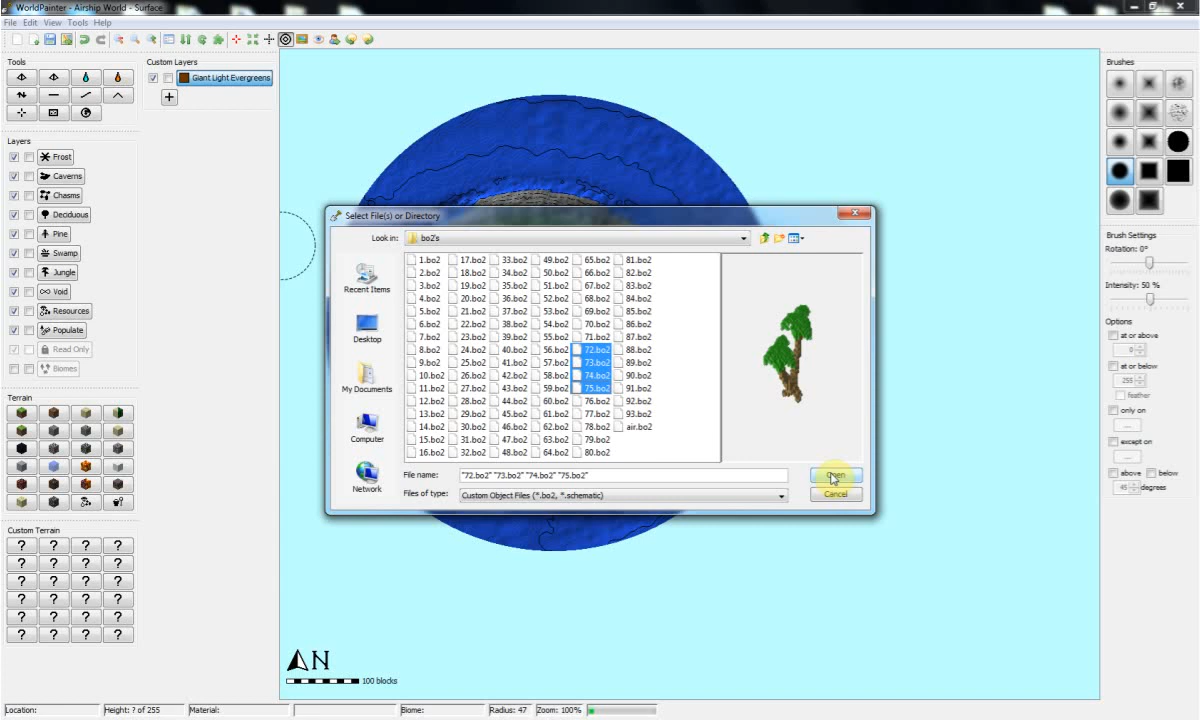 WorldPainter - Airship World - Surface
File Edit View Tools Help
Tools
Custom Layers
Giant Light Evergreens
+
Layers
Frost
Caverns
Chasms
Deciduous
Pine
Swamp
Jungle
Void
Resources
Populate
Read Only
Biomes
Terrain
Custom Terrain
? ? ? ?
? ? ? ?
? ? ? ?
? ? ? ?
? ? ? ?
? ? ? ?
Select File(s) or Directory
Look in: bo2's
Recent Items
Desktop
My Documents
Computer
Network
1.bo2 17.bo2 33.bo2 49.bo2 65.bo2 81.bo2
2.bo2 18.bo2 34.bo2 50.bo2 66.bo2 82.bo2
3.bo2 19.bo2 35.bo2 51.bo2 67.bo2 83.bo2
4.bo2 20.bo2 36.bo2 52.bo2 68.bo2 84.bo2
5.bo2 21.bo2 37.bo2 53.bo2 69.bo2 85.bo2
6.bo2 22.bo2 38.bo2 54.bo2 70.bo2 86.bo2
7.bo2 23.bo2 39.bo2 55.bo2 71.bo2 87.bo2
8.bo2 24.bo2 40.bo2 56.bo2 72.bo2 88.bo2
9.bo2 25.bo2 41.bo2 57.bo2 73.bo2 89.bo2
10.bo2 26.bo2 42.bo2 58.bo2 74.bo2 90.bo2
11.bo2 27.bo2 43.bo2 59.bo2 75.bo2 91.bo2
12.bo2 28.bo2 44.bo2 60.bo2 76.bo2 92.bo2
13.bo2 29.bo2 45.bo2 61.bo2 77.bo2 93.bo2
14.bo2 30.bo2 46.bo2 62.bo2 78.bo2 air.bo2
15.bo2 31.bo2 47.bo2 63.bo2 79.bo2
16.bo2 32.bo2 48.bo2 64.bo2 80.bo2
File name: "72.bo2" "73.bo2" "74.bo2" "75.bo2"
Open
Files of type: Custom Object Files (*.bo2, *.schematic)
Cancel
N
100 blocks
Brushes
Brush Settings
Rotation: 0°
Intensity: 50 %
Options
at or above
0
at or below
255
feather
only on
...
except on
...
above below
45 degrees
Location: Height: ? of 255 Material: Biome: Radius: 47 Zoom: 100%